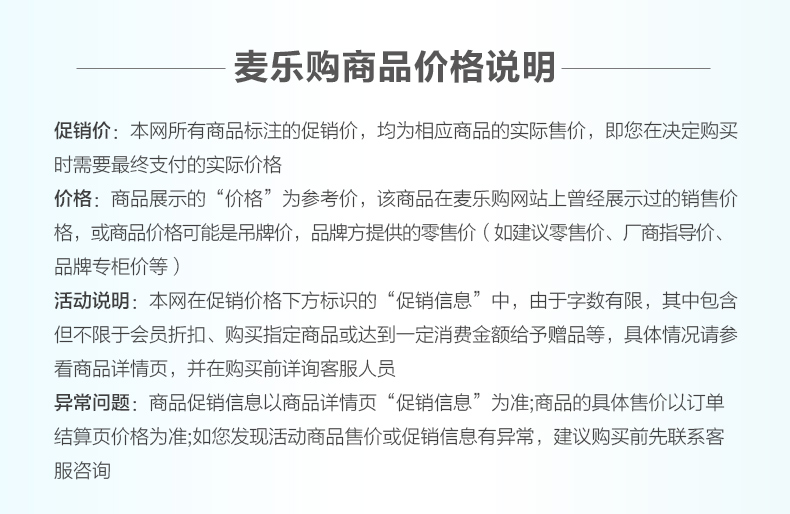 麦乐购商品价格说明
促销价：本网所有商品标注的促销价，均为相应商品的实际售价，即您在决定购买
时需要最终支付的实际价格
价格：商品展示的“价格”为参考价，该商品在麦乐购网站上曾经展示过的销售价
格，或商品价格可能是吊牌价，品牌方提供的零售价（如建议零售价、厂商指导价、
品牌专柜价等）
活动说明：本网在促销价格下方标识的“促销信息”中，由于字数有限，其中包含
但不限于会员折扣、购买指定商品或达到一定消费金额给予赠品等，具体情况请参
看商品详情页，并在购买前详询客服人员
异常问题：商品促销信息以商品详情页“促销信息”为准;商品的具体售价以订单
结算页价格为准;如您发现活动商品售价或促销信息有异常，建议购买前先联系客
服咨询